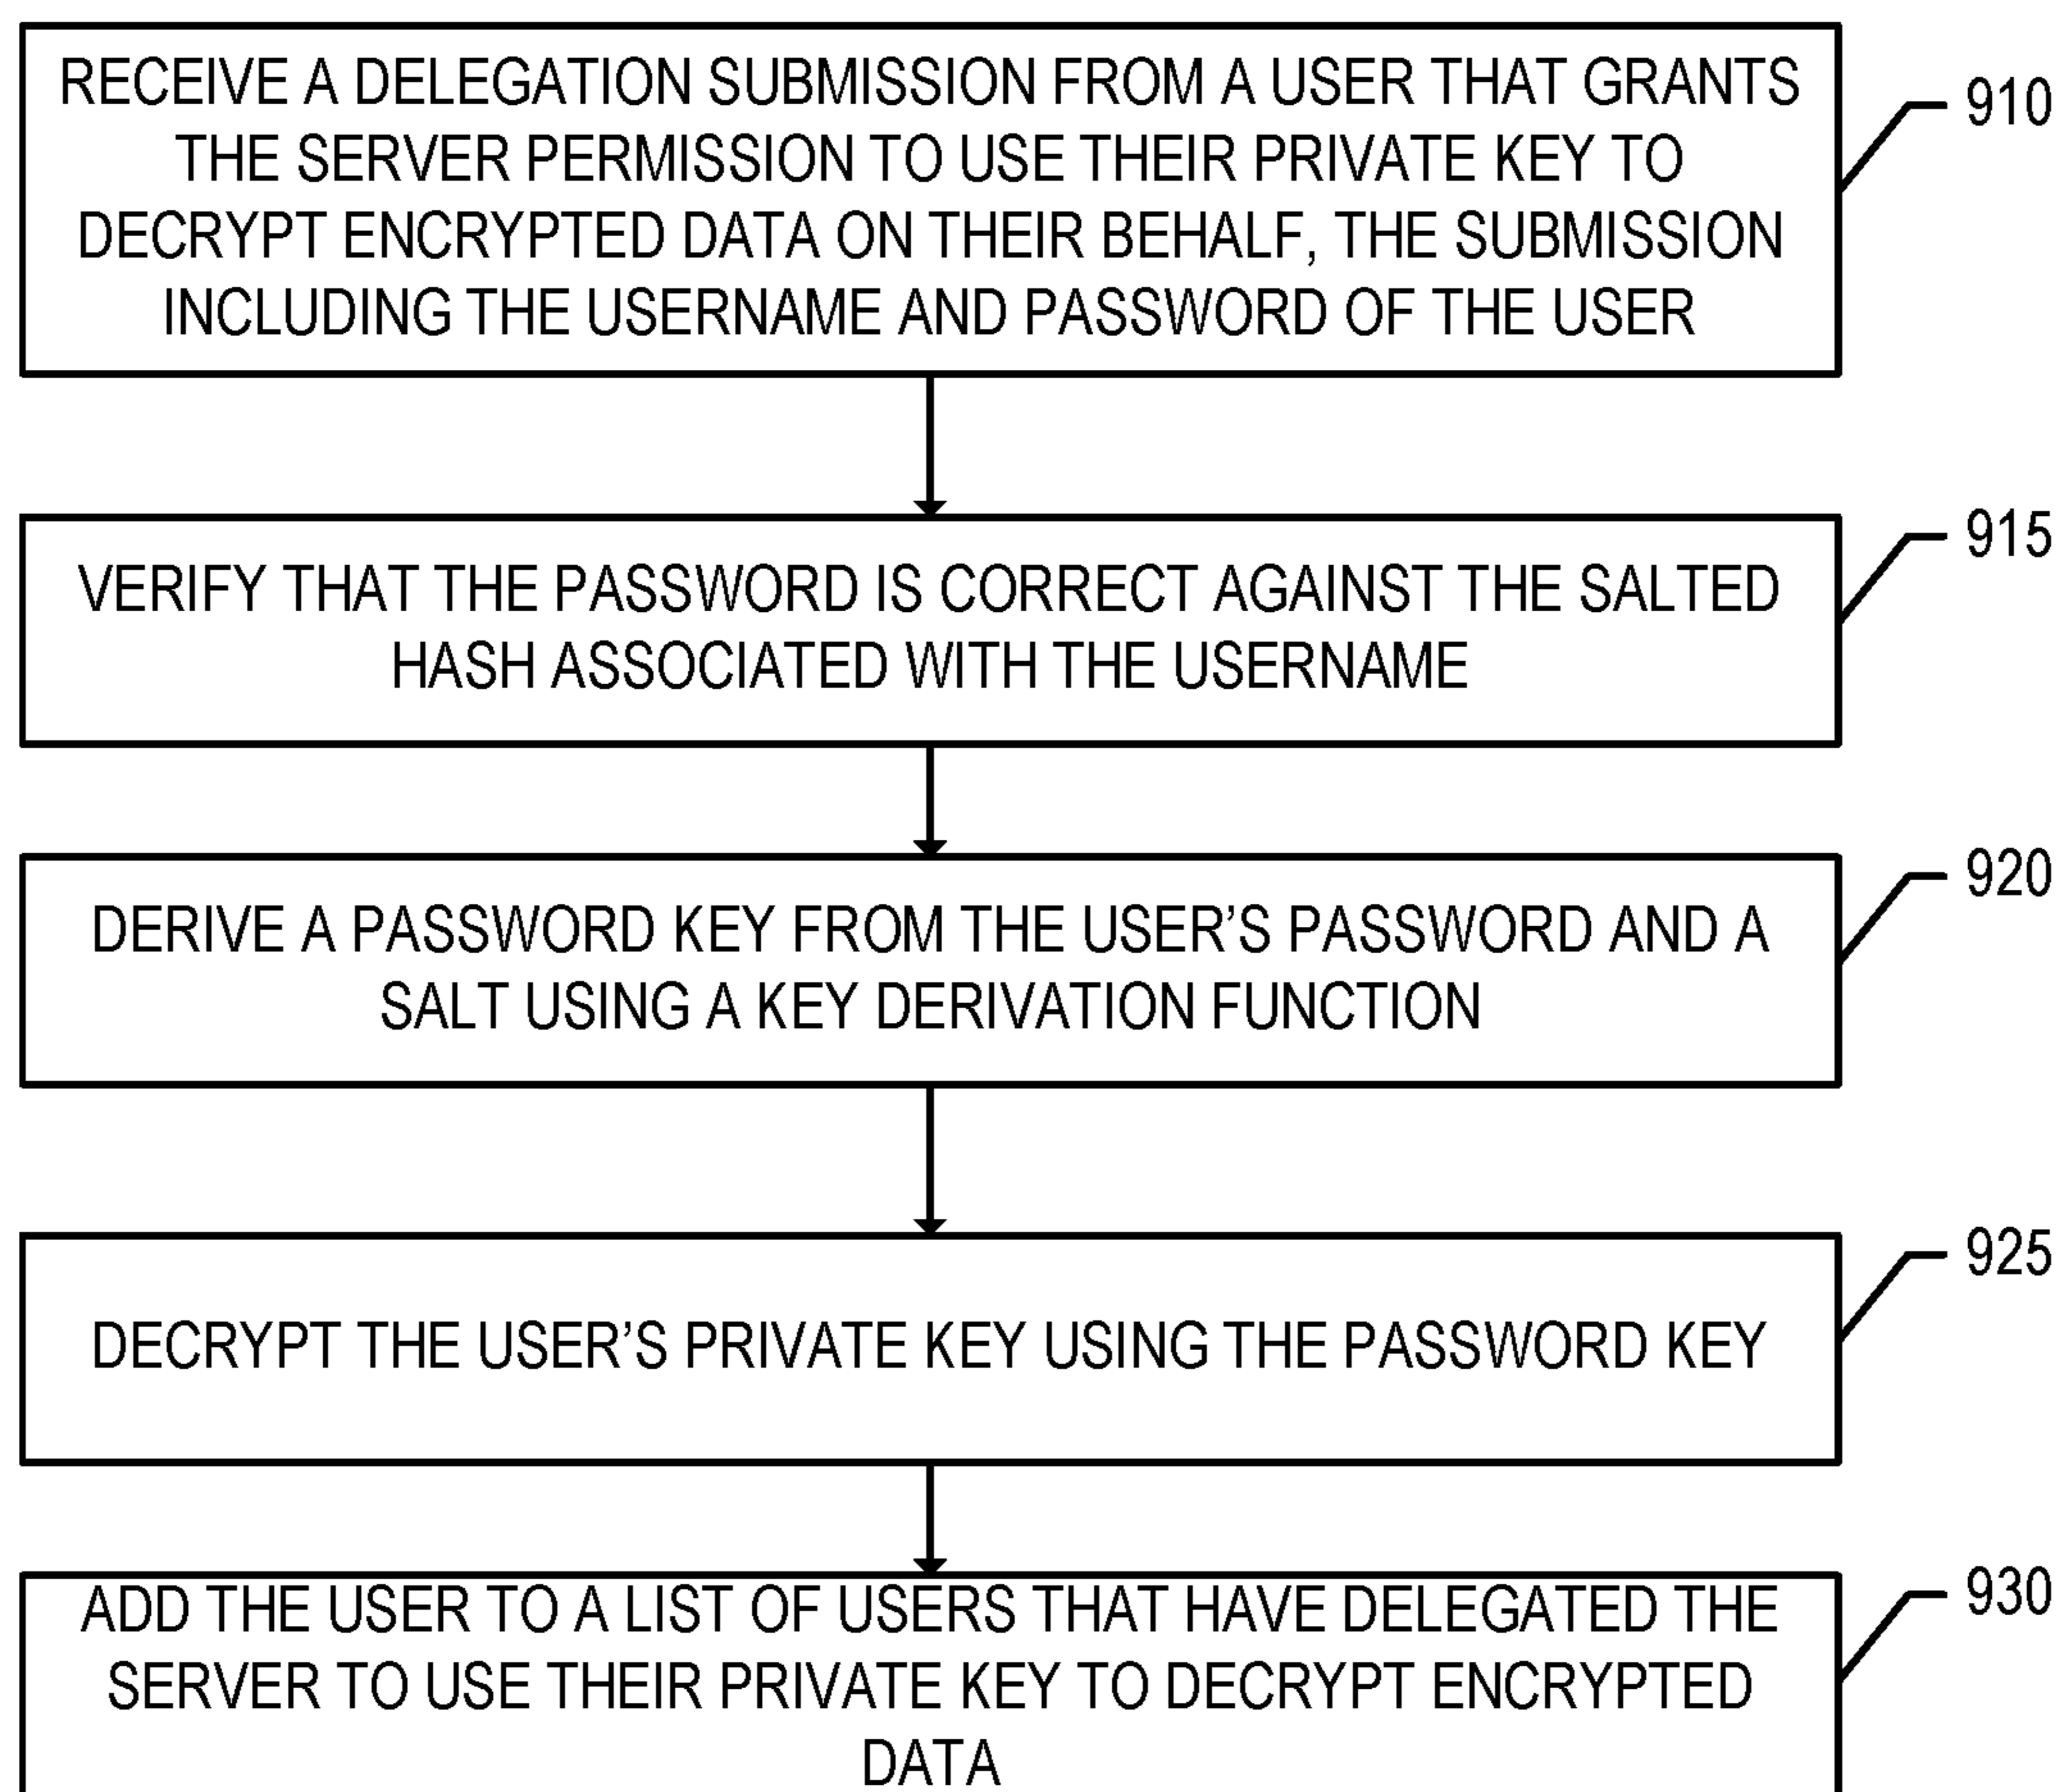 RECEIVE A DELEGATION SUBMISSION FROM A USER THAT GRANTS
THE SERVER PERMISSION TO USE THEIR PRIVATE KEY TO
DECRYPT ENCRYPTED DATA ON THEIR BEHALF, THE SUBMISSION
INCLUDING THE USERNAME AND PASSWORD OF THE USER
910
VERIFY THAT THE PASSWORD IS CORRECT AGAINST THE SALTED
HASH ASSOCIATED WITH THE USERNAME
915
DERIVE A PASSWORD KEY FROM THE USER’S PASSWORD AND A
SALT USING A KEY DERIVATION FUNCTION
920
DECRYPT THE USER’S PRIVATE KEY USING THE PASSWORD KEY
925
ADD THE USER TO A LIST OF USERS THAT HAVE DELEGATED THE
SERVER TO USE THEIR PRIVATE KEY TO DECRYPT ENCRYPTED
DATA
930